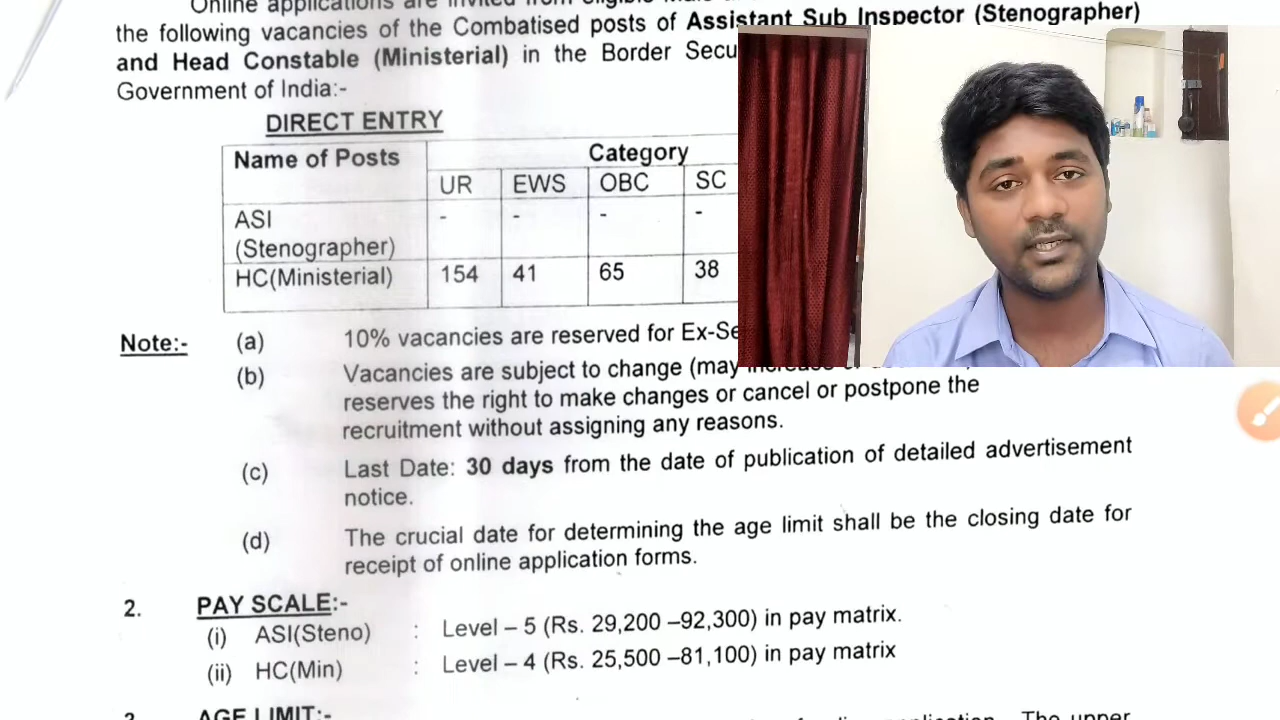 Online applications are invited from eligible
the following vacancies of the Combatised posts of Assistant Sub Inspector (Stenographer)
and Head Constable (Ministerial) in the Border Secu
Government of India:-
DIRECT ENTRY
Name of Posts Category
UR EWS OBC SC
ASI - - - -
(Stenographer)
HC(Ministerial) 154 41 65 38
Note:- (a) 10% vacancies are reserved for Ex-Se
(b) Vacancies are subject to change (may
reserves the right to make changes or cancel or postpone the
recruitment without assigning any reasons.
(c) Last Date: 30 days from the date of publication of detailed advertisement
notice.
(d) The crucial date for determining the age limit shall be the closing date for
receipt of online application forms.
2. PAY SCALE:-
(i) ASI(Steno) : Level – 5 (Rs. 29,200 –92,300) in pay matrix.
(ii) HC(Min) : Level – 4 (Rs. 25,500 –81,100) in pay matrix
3 AGE LIMIT:- The upper